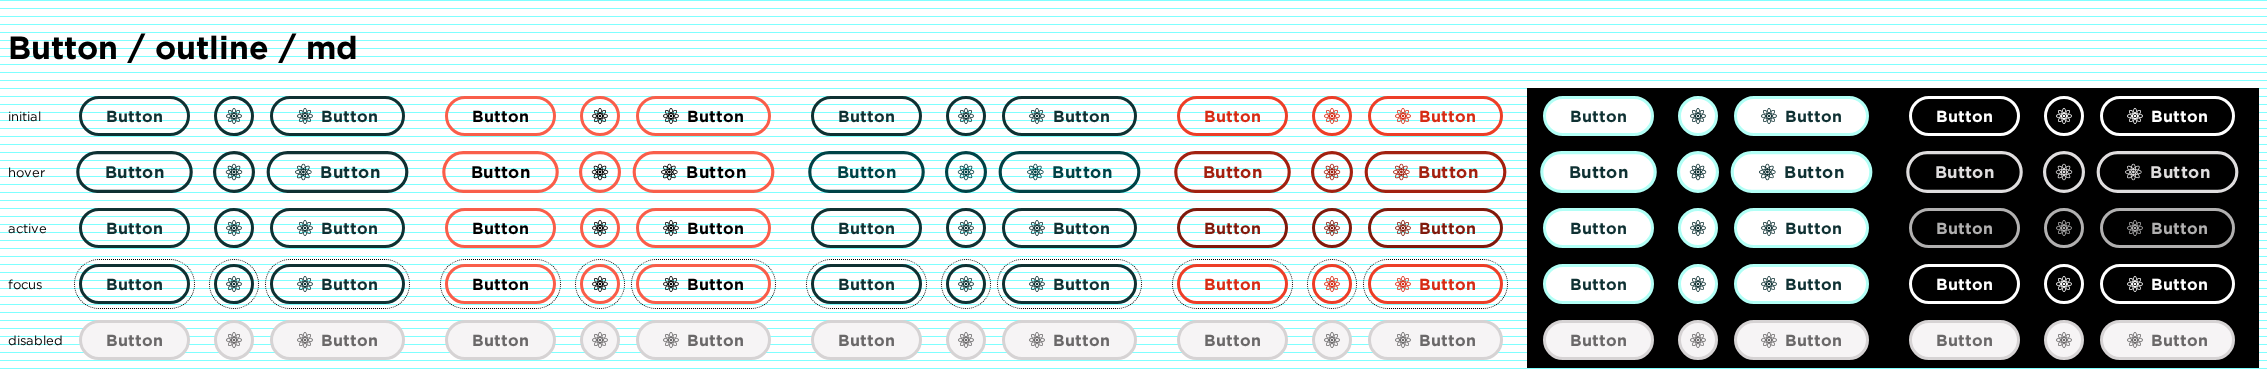 Button / outline / md
initial Button Button Button Button Button Button Button Button Button Button Button Button
hover Button Button Button Button Button Button Button Button Button Button Button Button
active Button Button Button Button Button Button Button Button Button Button Button Button
focus Button Button Button Button Button Button Button Button Button Button Button Button
disabled Button Button Button Button Button Button Button Button Button Button Button Button